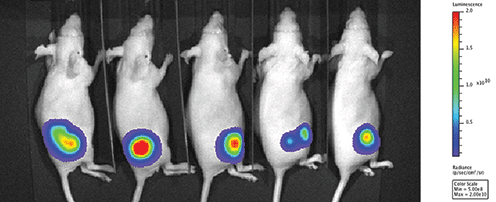 Luminescence
2.0
1.5
1.0
x10¹⁰
0.5
Radiance
(p/sec/cm²/sr)
Color Scale
Min = 5.00e8
Max = 2.00e10